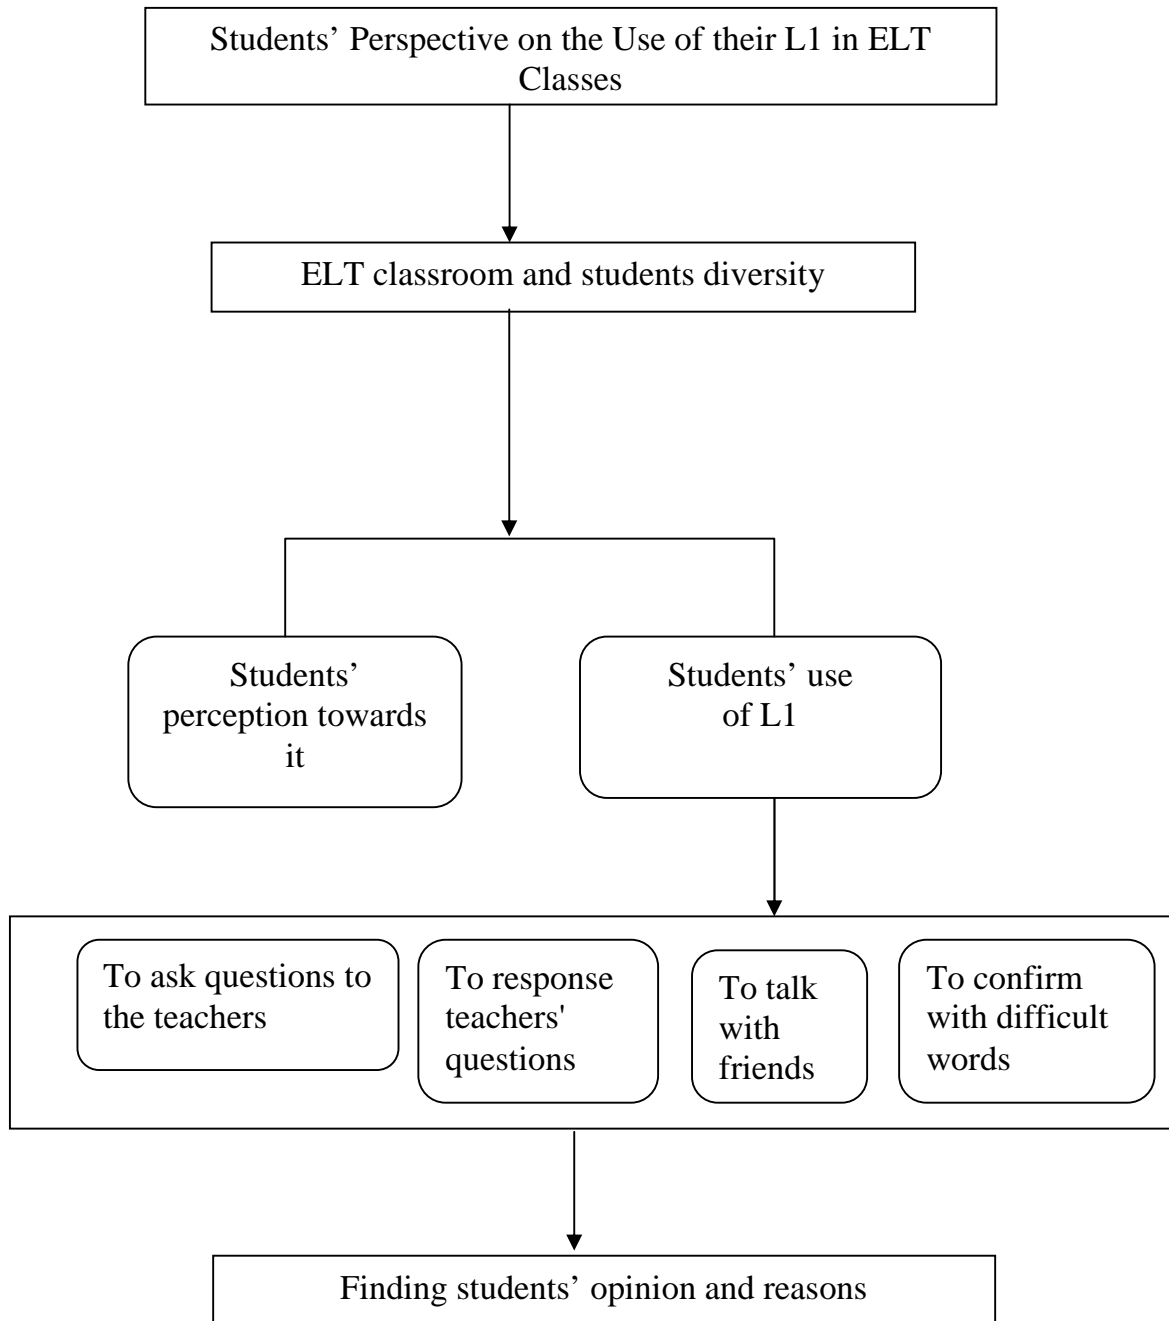 Students’ Perspective on the Use of their L1 in ELT
Classes
ELT classroom and students diversity
Students’
perception towards
it
Students’ use
of L1
To ask questions to
the teachers
To response
teachers'
questions
To talk
with
friends
To confirm
with difficult
words
Finding students’ opinion and reasons